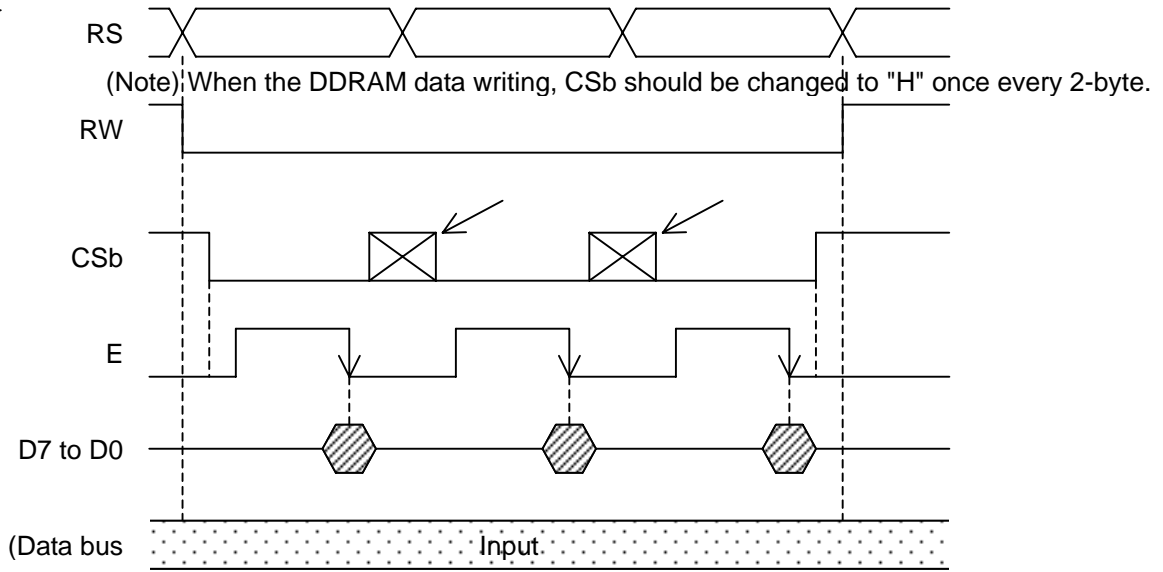 RS
(Note) When the DDRAM data writing, CSb should be changed to "H" once every 2-byte.
RW
CSb
E
D7 to D0
(Data bus
Input